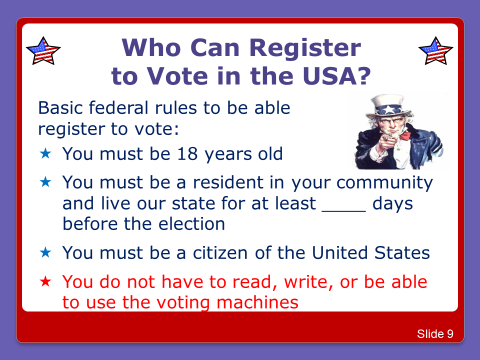 Who Can Register
to Vote in the USA?
Basic federal rules to be able
register to vote:
You must be 18 years old
You must be a resident in your community
and live our state for at least ____ days
before the election
You must be a citizen of the United States
You do not have to read, write, or be able
to use the voting machines
Slide 9